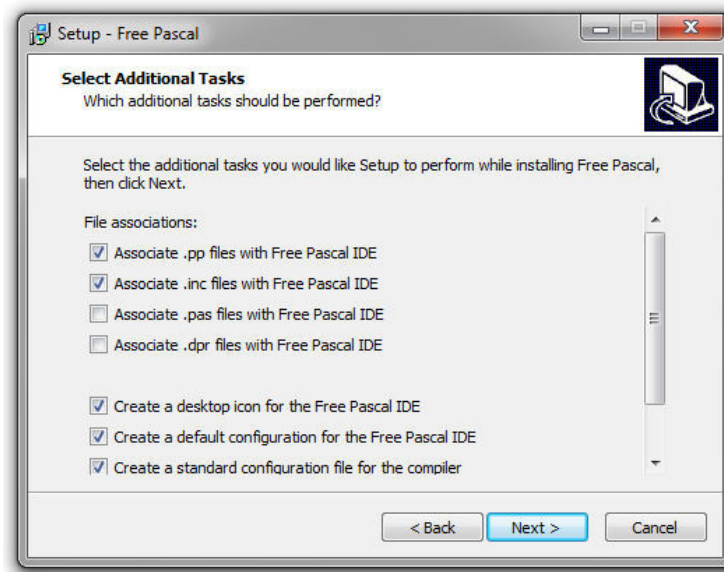 Setup - Free Pascal
Select Additional Tasks
Which additional tasks should be performed?
Select the additional tasks you would like Setup to perform while installing Free Pascal,
then click Next.
File associations:
Associate .pp files with Free Pascal IDE
Associate .inc files with Free Pascal IDE
Associate .pas files with Free Pascal IDE
Associate .dpr files with Free Pascal IDE
Create a desktop icon for the Free Pascal IDE
Create a default configuration for the Free Pascal IDE
Create a standard configuration file for the compiler
< Back Next > Cancel